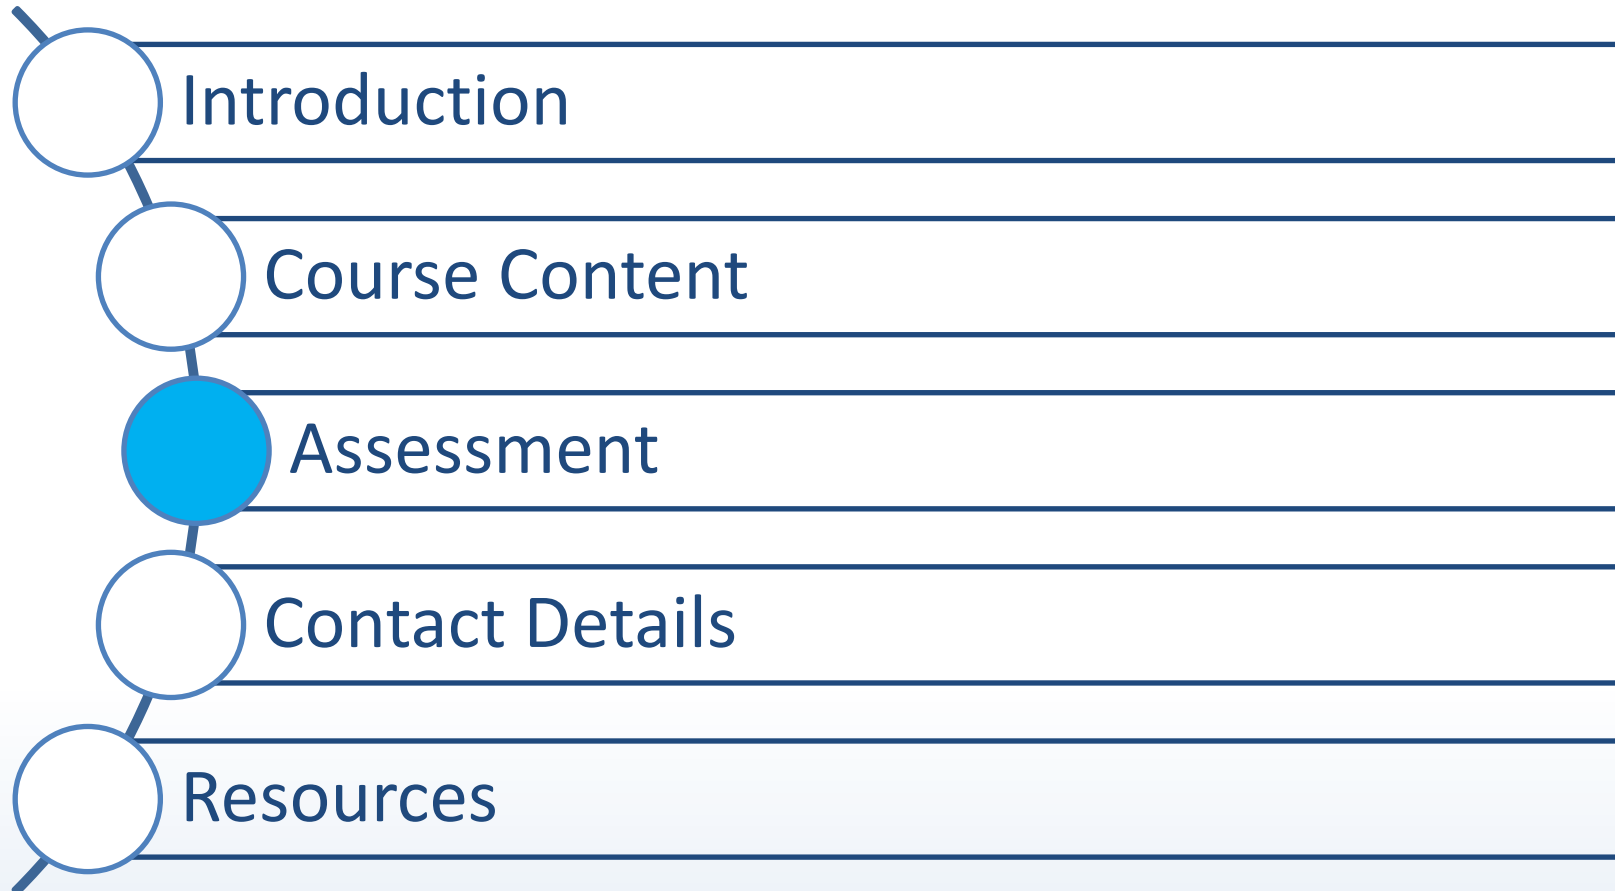 Introduction
Course Content
Assessment
Contact Details
Resources